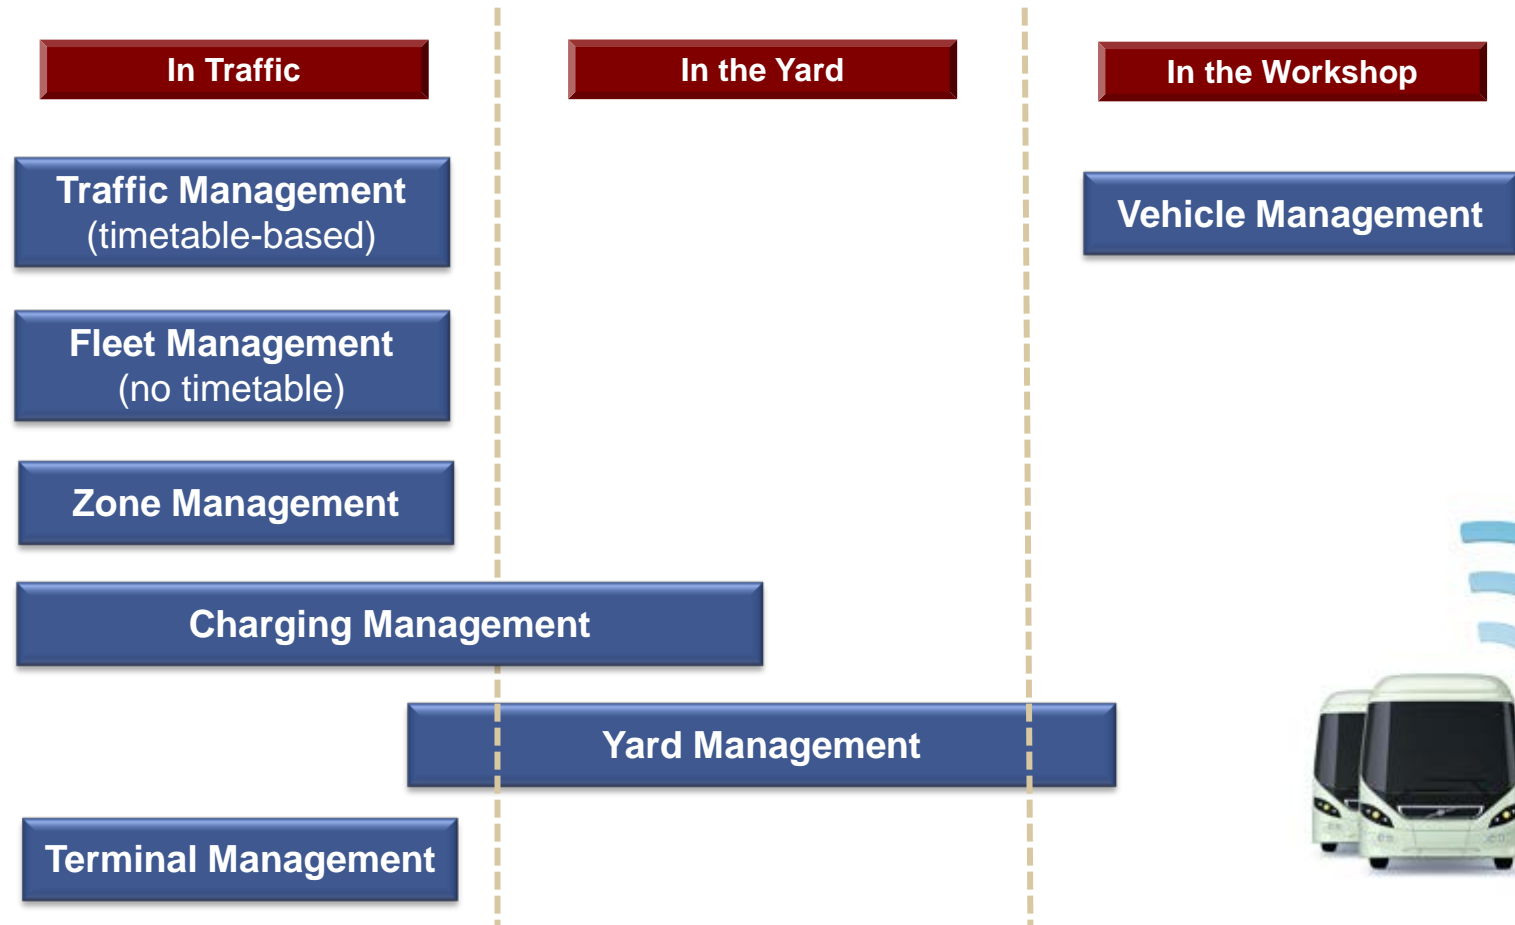 In Traffic
In the Yard
In the Workshop
Traffic Management
(timetable-based)
Vehicle Management
Fleet Management
(no timetable)
Zone Management
Charging Management
Yard Management
Terminal Management